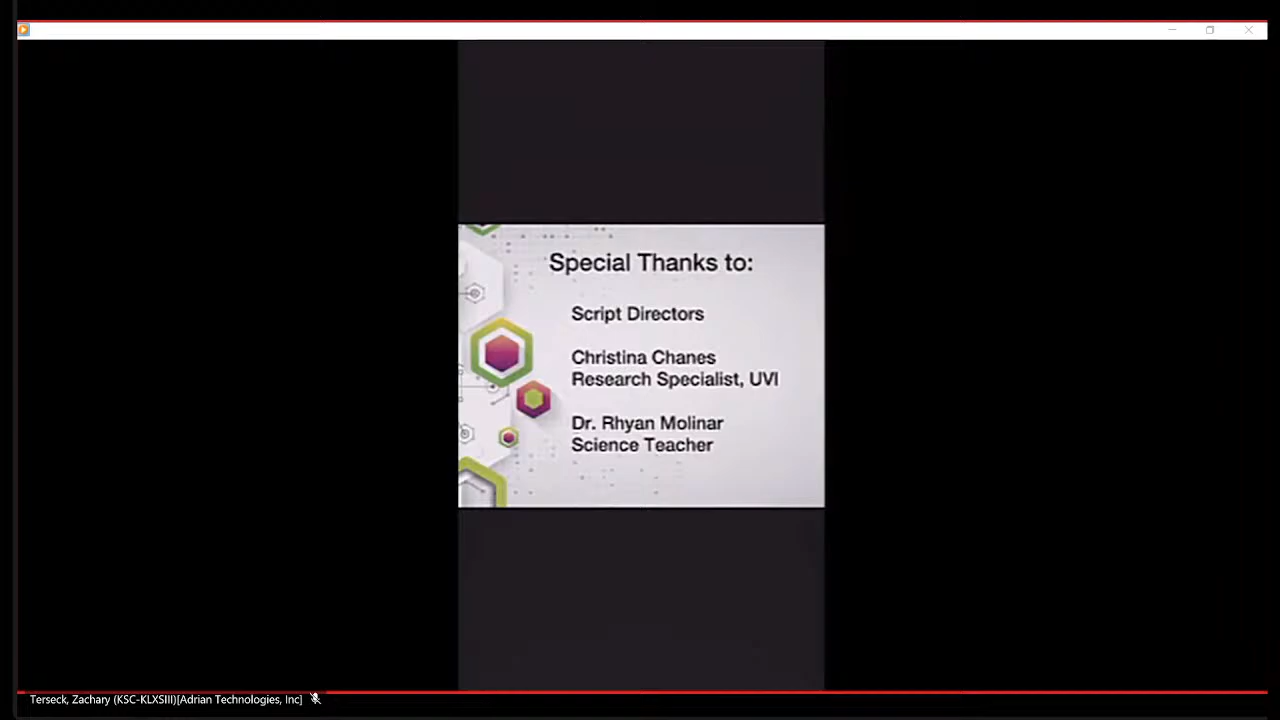 Special Thanks to:
Script Directors
Christina Chanes
Research Specialist, UVI
Dr. Rhyan Molinar
Science Teacher
Terseck, Zachary (KSC-KLXSIII)[Adrian Technologies, Inc]